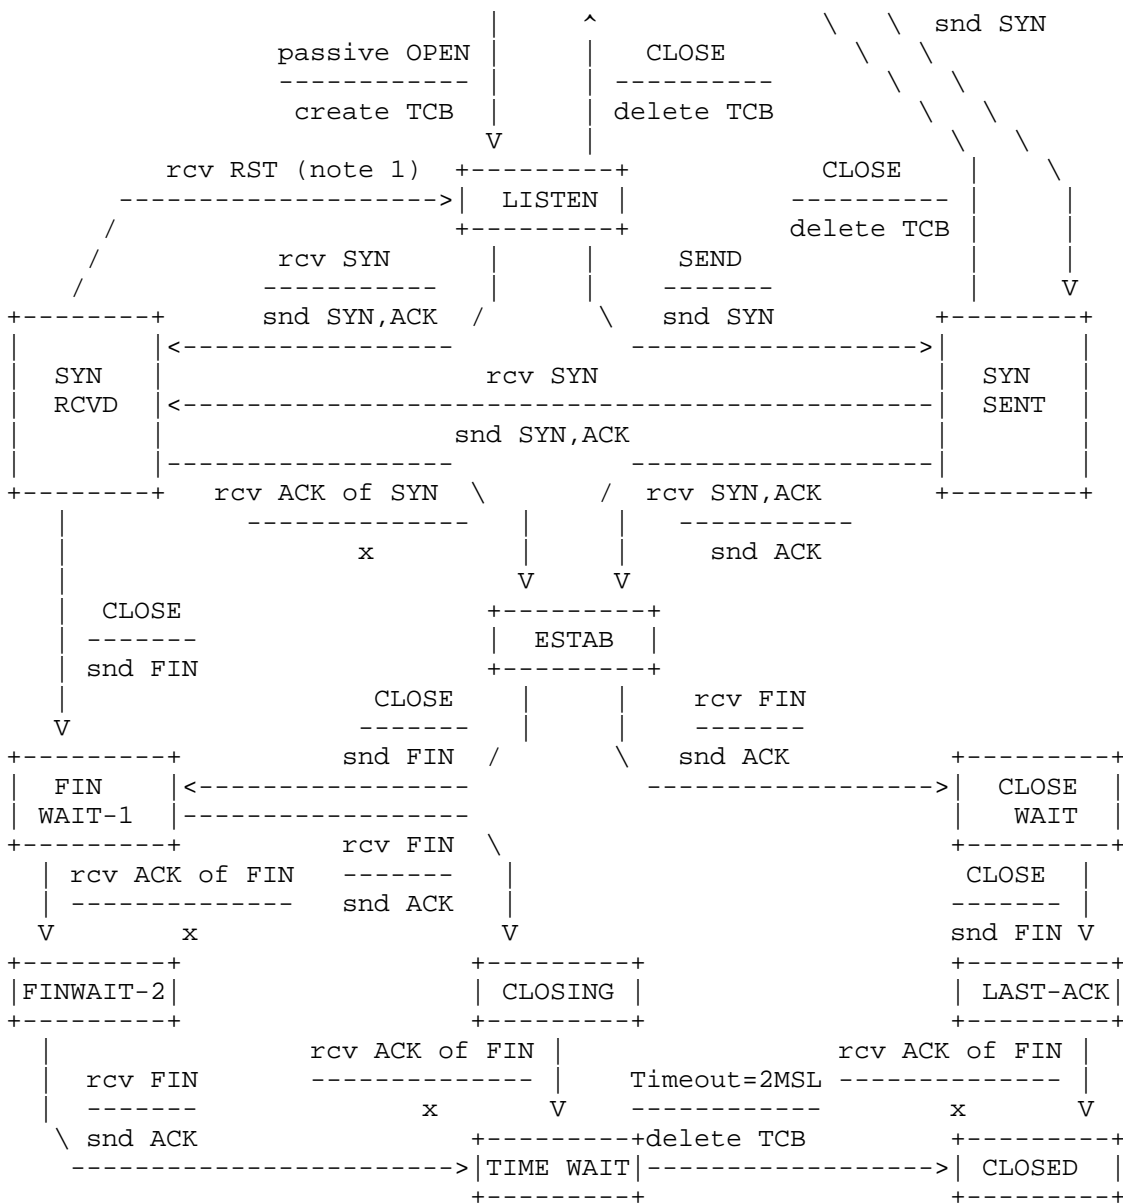 |     ^              \   \  snd SYN
                passive OPEN |     |   CLOSE        \   \
                ------------ |     | ----------       \   \
                 create TCB  |     | delete TCB         \   \
                             V     |                      \   \
         rcv RST (note 1)  +---------+            CLOSE    |    \
      -------------------->| LISTEN  |          ---------- |     |
     /                     +---------+          delete TCB |     |
    /           rcv SYN      |     |     SEND              |     |
   /           -----------   |     |    -------            |     V
+--------+      snd SYN,ACK  /       \   snd SYN          +--------+
|        |<-----------------           ------------------>|        |
|  SYN   |                    rcv SYN                     |  SYN   |
|  RCVD  |<-----------------------------------------------|  SENT  |
|        |                  snd SYN,ACK                   |        |
|        |------------------           -------------------|        |
+--------+   rcv ACK of SYN  \       /  rcv SYN,ACK       +--------+
   |         --------------   |     |   -----------
   |                x         |     |     snd ACK
   |                          V     V
   |  CLOSE                 +---------+
   | -------                |  ESTAB  |
   | snd FIN                +---------+
   |                 CLOSE    |     |    rcv FIN
   V                -------   |     |    -------
+---------+         snd FIN  /       \   snd ACK         +---------+
|  FIN    |<-----------------          ----------------->|  CLOSE  |
| WAIT-1  |------------------                            |   WAIT  |
+---------+          rcv FIN  \                          +---------+
  | rcv ACK of FIN   -------   |                          CLOSE  |
  | --------------   snd ACK   |                         ------- |
  V        x                   V                         snd FIN V
+---------+                  +---------+                 +---------+
|FINWAIT-2|                  | CLOSING |                 | LAST-ACK|
+---------+                  +---------+                 +---------+
  |                rcv ACK of FIN |               rcv ACK of FIN |
  |  rcv FIN       -------------- |   Timeout=2MSL -------------- |
  |  -------              x       V   ------------        x       V
   \ snd ACK                 +---------+delete TCB         +---------+
    ------------------------>|TIME WAIT|------------------>| CLOSED  |
                             +---------+                   +---------+